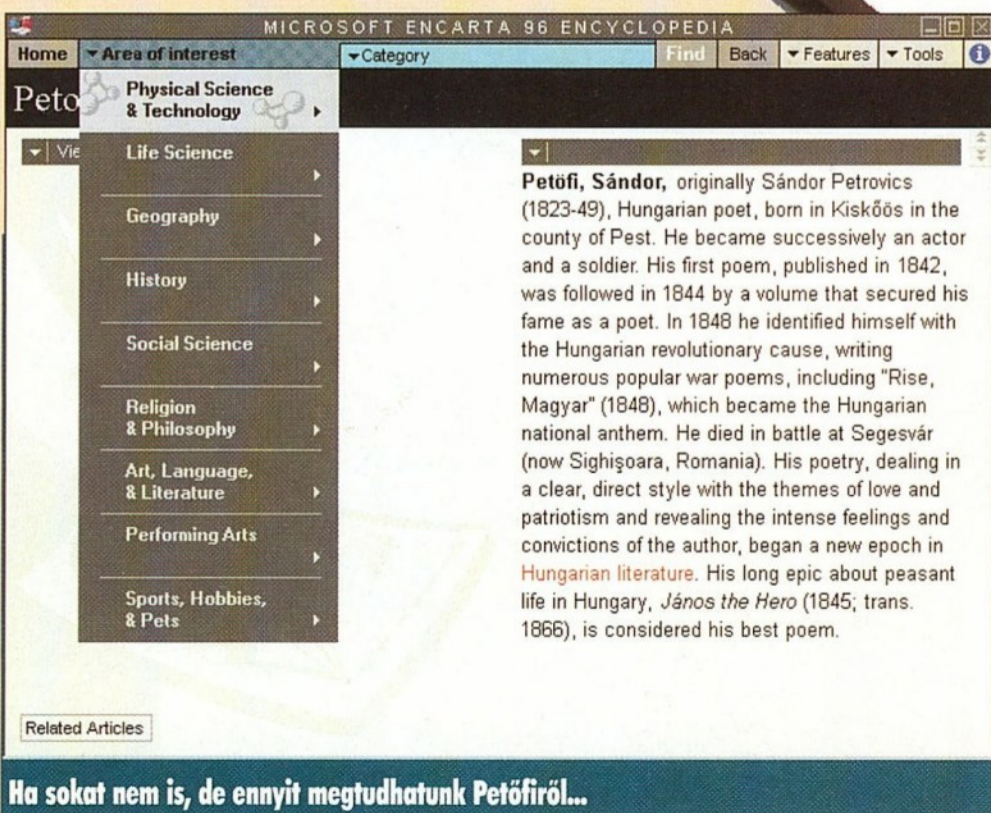 MICROSOFT ENCARTA 96 ENCYCLOPEDIA
Home Area of interest Category Find Back Features Tools
Peto
Vie
Physical Science
& Technology
Life Science
Geography
History
Social Science
Religion
& Philosophy
Art, Language,
& Literature
Performing Arts
Sports, Hobbies,
& Pets
Petöfi, Sándor, originally Sándor Petrovics
(1823-49), Hungarian poet, born in Kiskőös in the
county of Pest. He became successively an actor
and a soldier. His first poem, published in 1842,
was followed in 1844 by a volume that secured his
fame as a poet. In 1848 he identified himself with
the Hungarian revolutionary cause, writing
numerous popular war poems, including "Rise,
Magyar" (1848), which became the Hungarian
national anthem. He died in battle at Segesvár
(now Sighişoara, Romania). His poetry, dealing in
a clear, direct style with the themes of love and
patriotism and revealing the intense feelings and
convictions of the author, began a new epoch in
Hungarian literature. His long epic about peasant
life in Hungary, János the Hero (1845; trans.
1866), is considered his best poem.
Related Articles
Ha sokat nem is, de ennyit megtudhatunk Petőfiről...